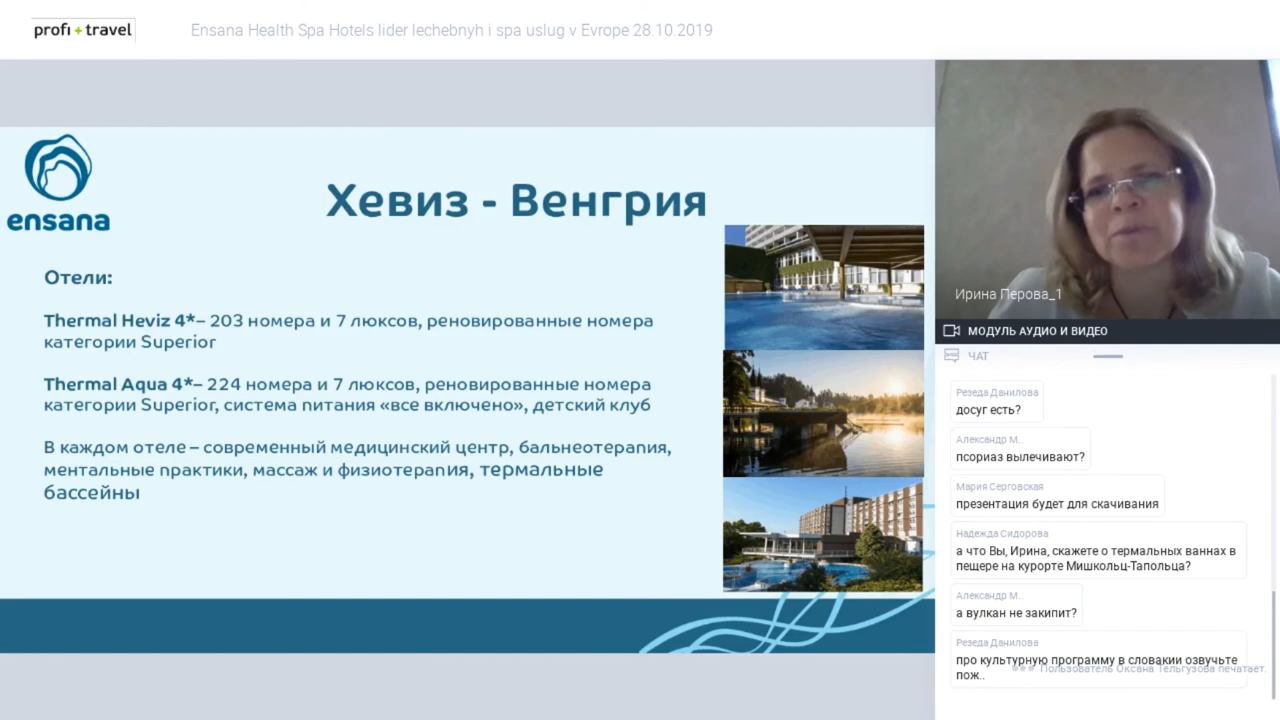 profi + travel
Ensana Health Spa Hotels lider lechebnyh i spa uslug v Evrope 28.10.2019
ensana
Хевиз - Венгрия
Отели:
Thermal Heviz 4*– 203 номера и 7 люксов, реновированные номера
категории Superior
Thermal Aqua 4*– 224 номера и 7 люксов, реновированные номера
категории Superior, система питания «все включено», детский клуб
В каждом отеле – современный медицинский центр, бальнеотерапия,
ментальные практики, массаж и физиотерапия, термальные
бассейны
Ирина Перова_1
МОДУЛЬ АУДИО И ВИДЕО
ЧАТ
Резеда Данилова
досуг есть?
Александр М..
псориаз вылечивают?
Мария Серговская
презентация будет для скачивания
Надежда Сидорова
а что Вы, Ирина, скажете о термальных ваннах в
пещере на курорте Мишкольц-Тапольца?
Александр М..
а вулкан не закипит?
Резеда Данилова
про культурную программу в словакии озвучьте
пож..
Пользователь Оксана Тельгузова печатает.